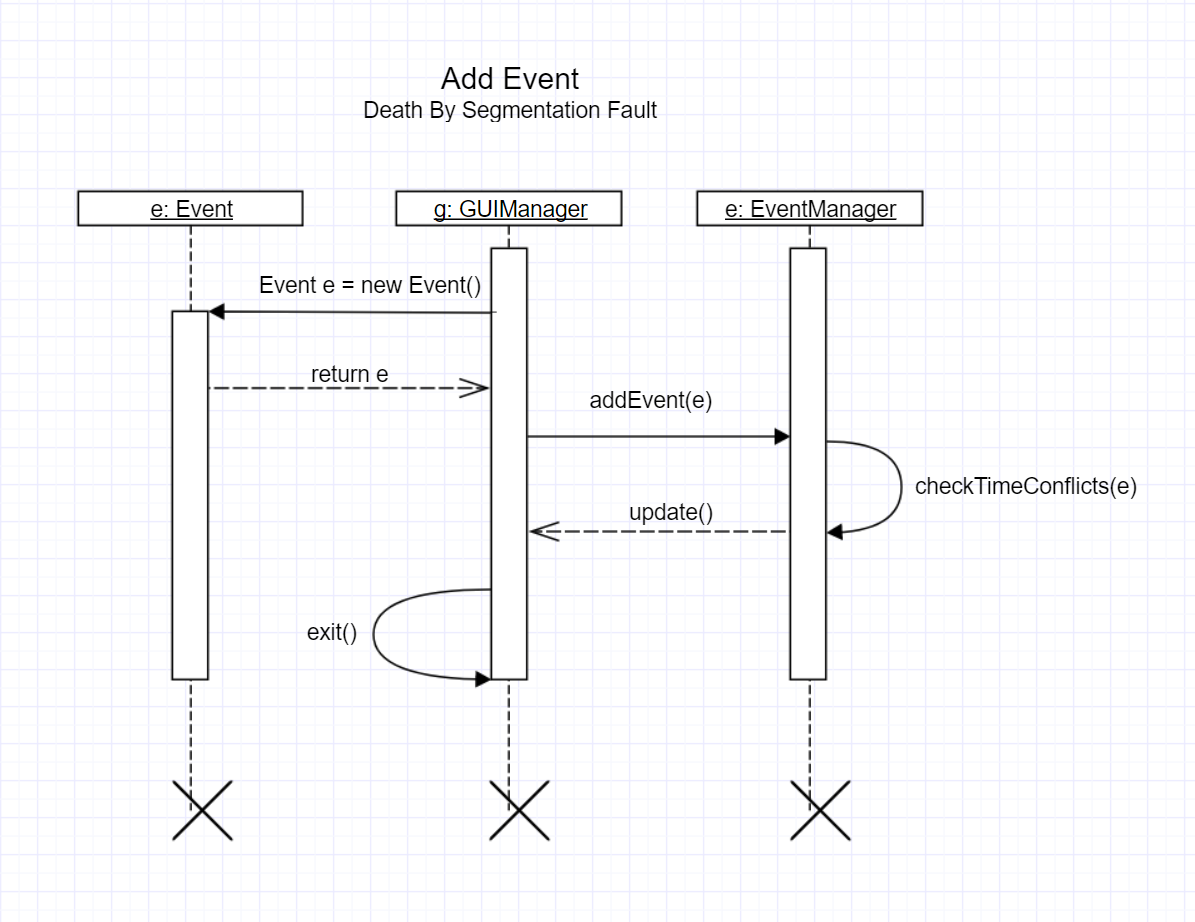 Add Event
Death By Segmentation Fault
e: Event
g: GUIManager
e: EventManager
Event e = new Event()
return e
addEvent(e)
checkTimeConflicts(e)
update()
exit()